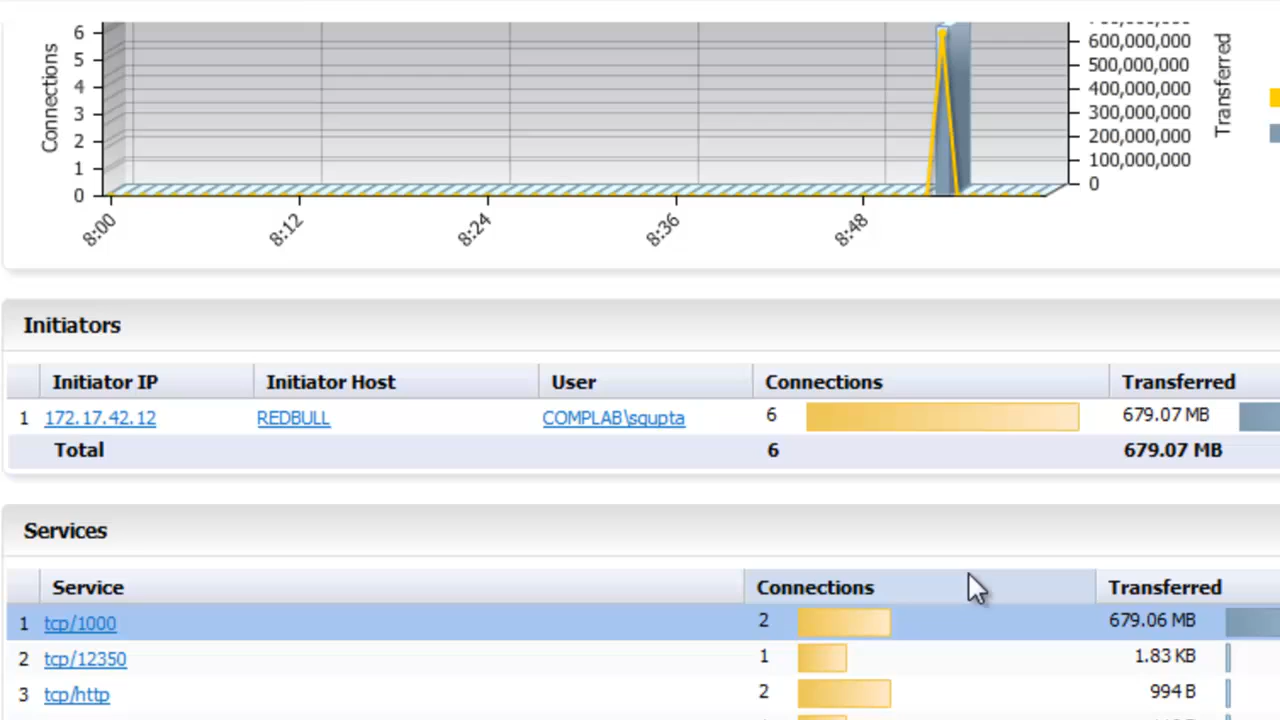 6
5
4
3
2
1
0
Connections
600,000,000
500,000,000
400,000,000
300,000,000
200,000,000
100,000,000
0
Transferred
8:00 8:12 8:24 8:36 8:48
Initiators
Initiator IP Initiator Host User Connections Transferred
1 172.17.42.12 REDBULL COMPLAB\sgupta 6 679.07 MB
Total 6 679.07 MB
Services
Service Connections Transferred
1 tcp/1000 2 679.06 MB
2 tcp/12350 1 1.83 KB
3 tcp/http 2 994 B